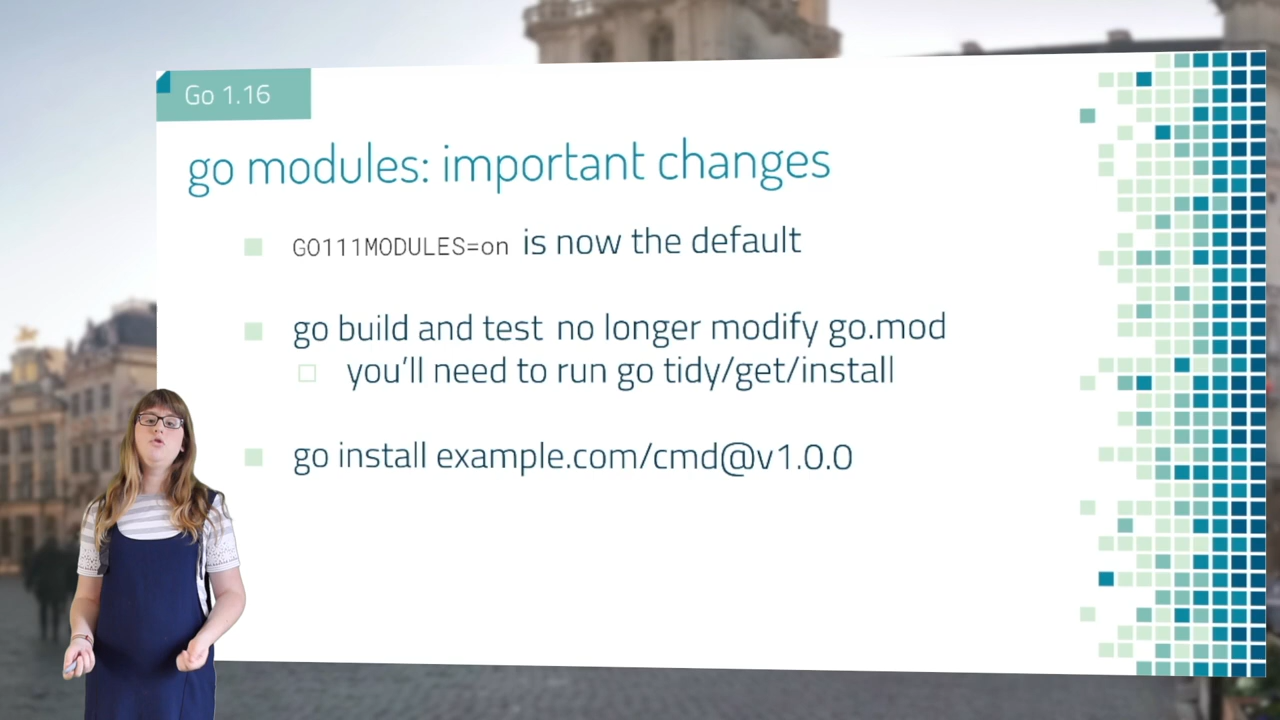 Go 1.16
go modules: important changes
GO111MODULES=on is now the default
go build and test no longer modify go.mod
you'll need to run go tidy/get/install
go install example.com/cmd@v1.0.0